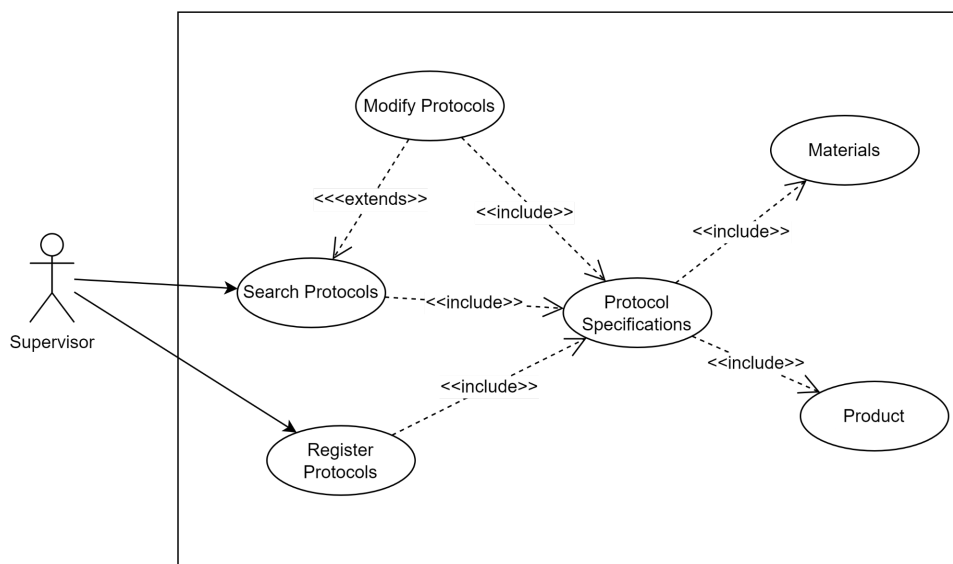 Modify Protocols
Materials
<<<extends>>
<<include>>
<<include>>
Search Protocols
<<include>>
Protocol
Specifications
Supervisor
<<include>>
<<include>>
Product
Register
Protocols